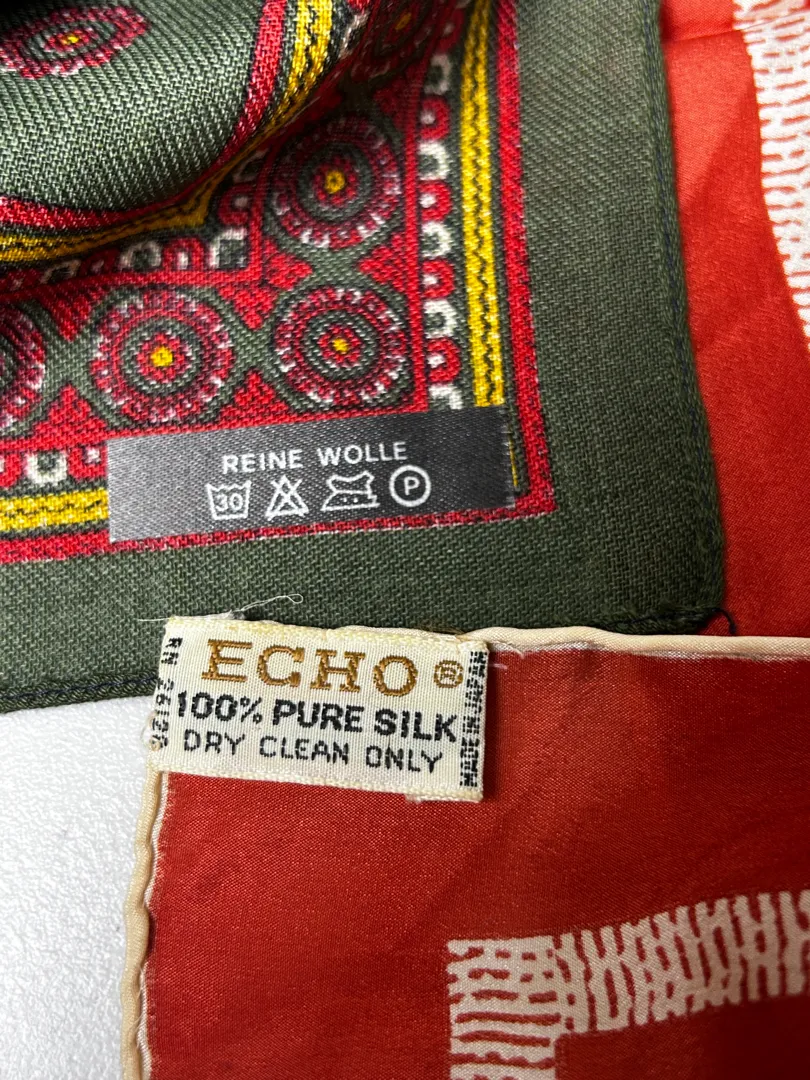 REINE WOLLE
30 P
ECHO®
100% PURE SILK
DRY CLEAN ONLY
MADE IN JAPAN